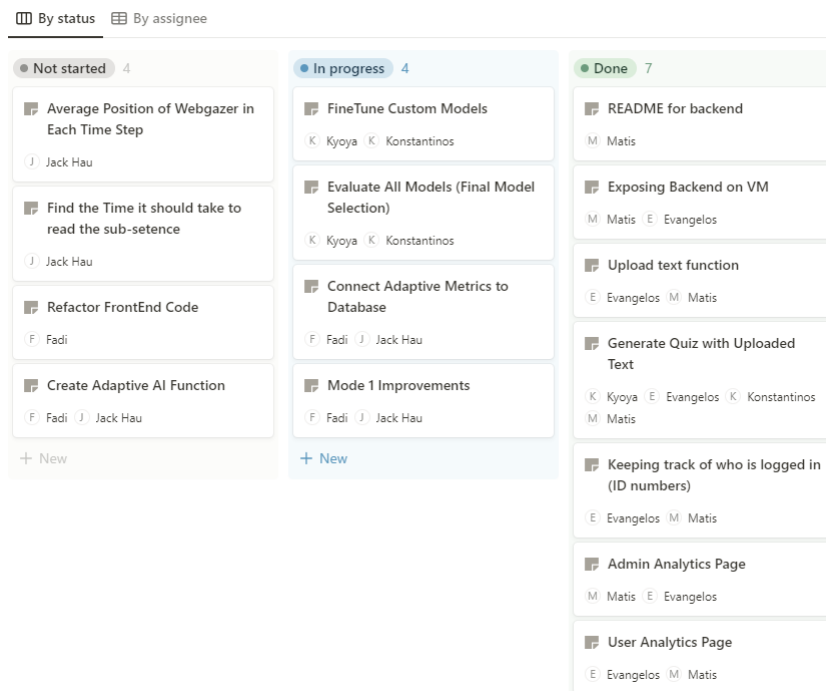 By status By assignee
Not started 4
Average Position of Webgazer in
Each Time Step
J Jack Hau
Find the Time it should take to
read the sub-setence
J Jack Hau
Refactor FrontEnd Code
F Fadi
Create Adaptive AI Function
F Fadi J Jack Hau
+ New
In progress 4
FineTune Custom Models
K Kyoya K Konstantinos
Evaluate All Models (Final Model
Selection)
K Kyoya K Konstantinos
Connect Adaptive Metrics to
Database
F Fadi J Jack Hau
Mode 1 Improvements
F Fadi J Jack Hau
+ New
Done 7
README for backend
M Matis
Exposing Backend on VM
M Matis E Evangelos
Upload text function
E Evangelos M Matis
Generate Quiz with Uploaded
Text
K Kyoya E Evangelos K Konstantinos
M Matis
Keeping track of who is logged in
(ID numbers)
E Evangelos M Matis
Admin Analytics Page
M Matis E Evangelos
User Analytics Page
E Evangelos M Matis